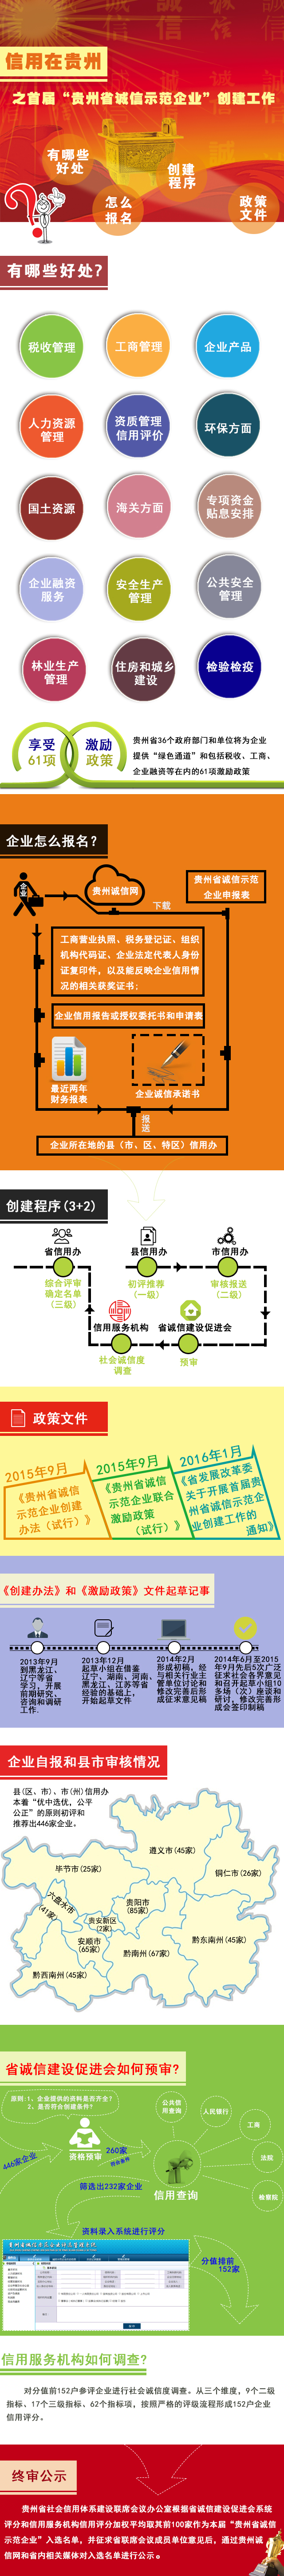 信用在贵州
之首届“贵州省诚信示范企业”创建工作
有哪些
好处
怎么
报名
创建
程序
政策
文件
有哪些好处?
税收管理
工商管理
企业产品
人力资源
管理
资质管理
信用评价
环保方面
国土资源
海关方面
专项资金
贴息安排
企业融资
服务
安全生产
管理
公共安全
管理
林业生产
管理
住房和城乡
建设
检验检疫
享受
61项
激励
政策
贵州省36个政府部门和单位将为企业
提供“绿色通道”和包括税收、工商、
企业融资等在内的61项激励政策
企业怎么报名?
企业
贵州诚信网
下载
贵州省诚信示范
企业申报表
工商营业执照、税务登记证、组织
机构代码证、企业法定代表人身份
证复印件，以及能反映企业信用情
况的相关获奖证书;
企业信用报告或授权委托书和申请表
最近两年
财务报表
企业诚信承诺书
报送
企业所在地的县（市、区、特区）信用办
创建程序(3+2)
省信用办
综合评审
确定名单
(三级)
县信用办
初评推荐
(一级)
市信用办
审核报送
(二级)
信用服务机构
社会诚信度
调查
省诚信建设促进会
预审
政策文件
2015年9月
《贵州省诚信
示范企业创建
办法（试行）》
2015年9月
《贵州省诚信
示范企业联合
激励政策
（试行）》
2016年1月
《省发展改革委
关于开展首届贵
州省诚信示范企
业创建工作的
通知》
《创建办法》和《激励政策》文件起草记事
2013年9月
到黑龙江、
辽宁等省
学习，开展
前期研究、
咨询和调研
工作.
2013年12月
起草小组在借鉴
辽宁、湖南、河南、
黑龙江、江苏等省
经验的基础上，
开始起草文件
2014年2月
形成初稿，经
与相关行业主
管单位讨论和
修改完善后形
成征求意见稿
2014年6月至2015
年9月先后5次广泛
征求社会各界意见
和召开起草小组10
多场（次）座谈和
研讨，修改完善形
成会签印制稿
企业自报和县市审核情况
县(区、市)、市(州)信用办
本着“优中选优，公平
公正”的原则初评和
推荐出446家企业。
遵义市(45家)
毕节市(25家)
铜仁市(26家)
六盘水市
(41家)
贵阳市
(85家)
贵安新区
(2家)
安顺市
(65家)
黔南州(67家)
黔东南州(45家)
黔西南州(45家)
省诚信建设促进会如何预审?
原则:1、企业提供的资料是否齐全?
2、是否符合创建条件?
446家企业
资格预审
260家
符合条件
公共信
用查询
人民银行
工商
法院
检察院
信用查询
筛选出232家企业
资料录入系统进行评分
分值排前
152家
信用服务机构如何调查?
对分值前152户参评企业进行社会诚信度调查。从三个维度，9个二级
指标、17个三级指标、62个指标项，按照严格的评级流程形成152户企业
信用评分。
终审公示
贵州省社会信用体系建设联席会议办公室根据省诚信建设促进会系统
评分和信用服务机构信用评分加权平均取其前100家作为本届“贵州省诚信
示范企业”入选名单，并征求省联席会议成员单位意见后，通过贵州诚
信网和省内相关媒体对入选名单进行公示。